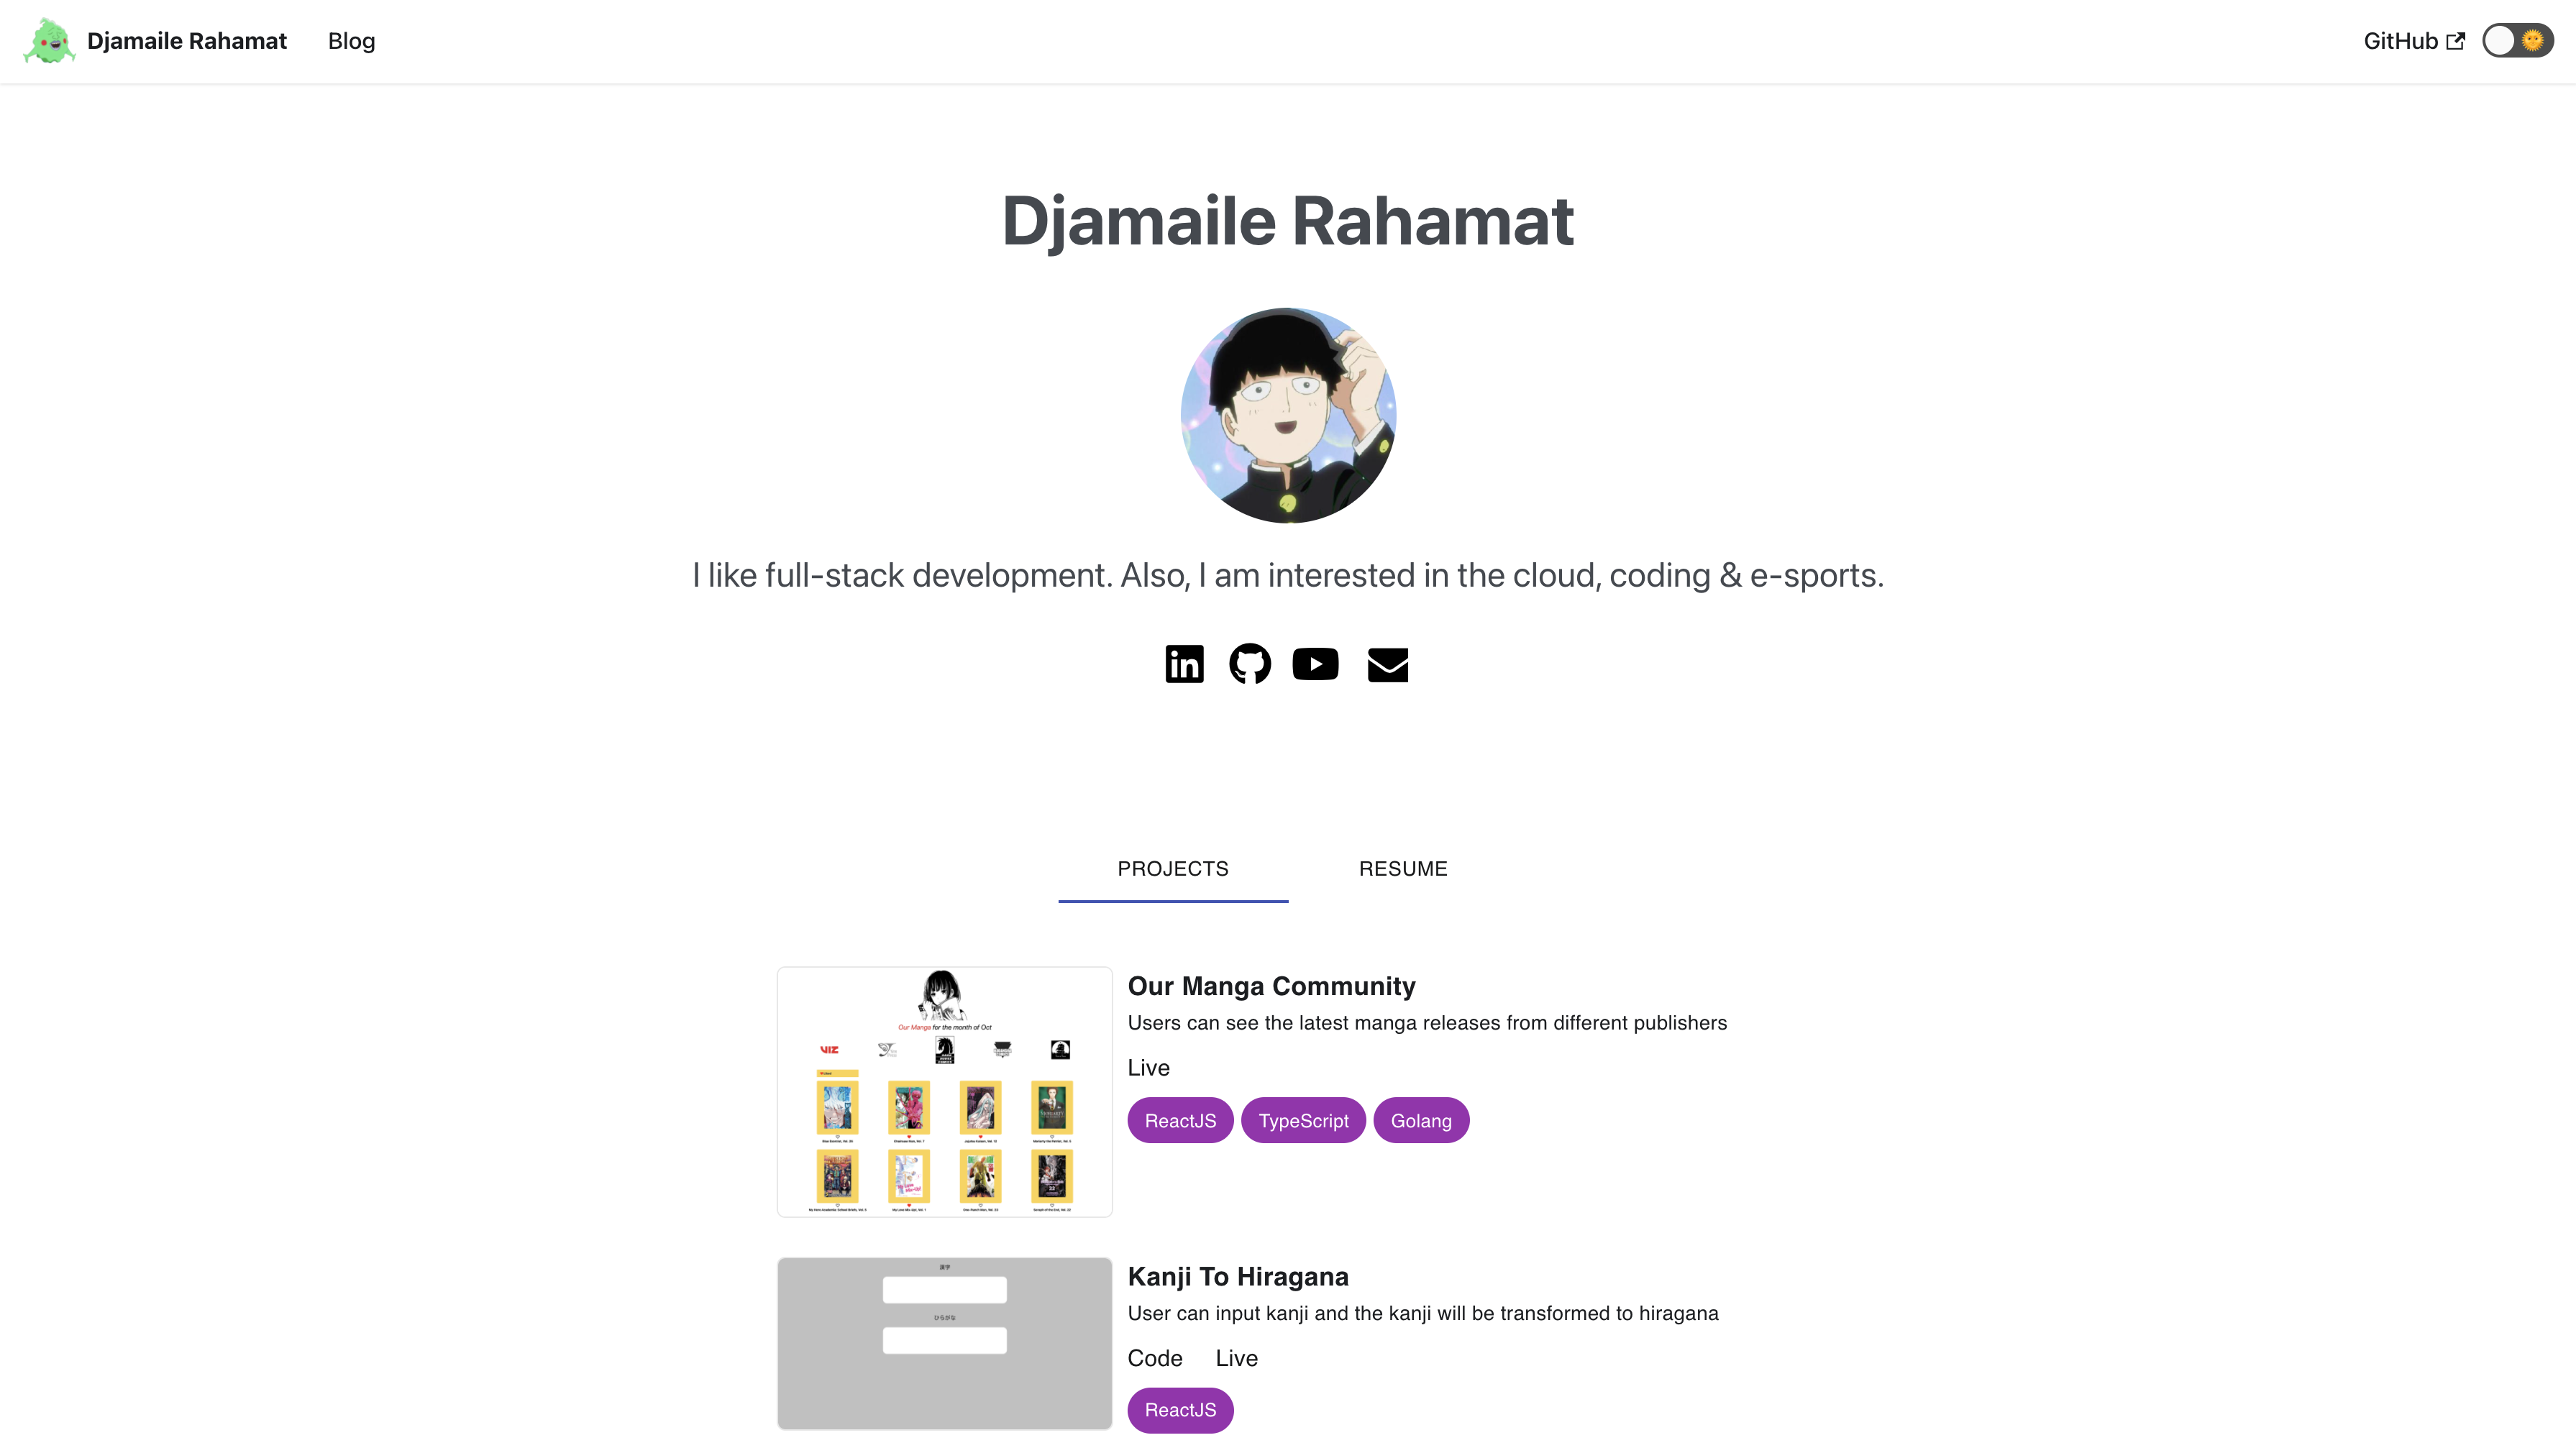 Djamaile Rahamat
Blog
GitHub
Djamaile Rahamat
I like full-stack development. Also, I am interested in the cloud, coding & e-sports.
PROJECTS
RESUME
Our Manga for the month of Oct
VIZ
Our Manga Community
Users can see the latest manga releases from different publishers
Live
ReactJS
TypeScript
Golang
漢字
ひらがな
Kanji To Hiragana
User can input kanji and the kanji will be transformed to hiragana
Code
Live
ReactJS